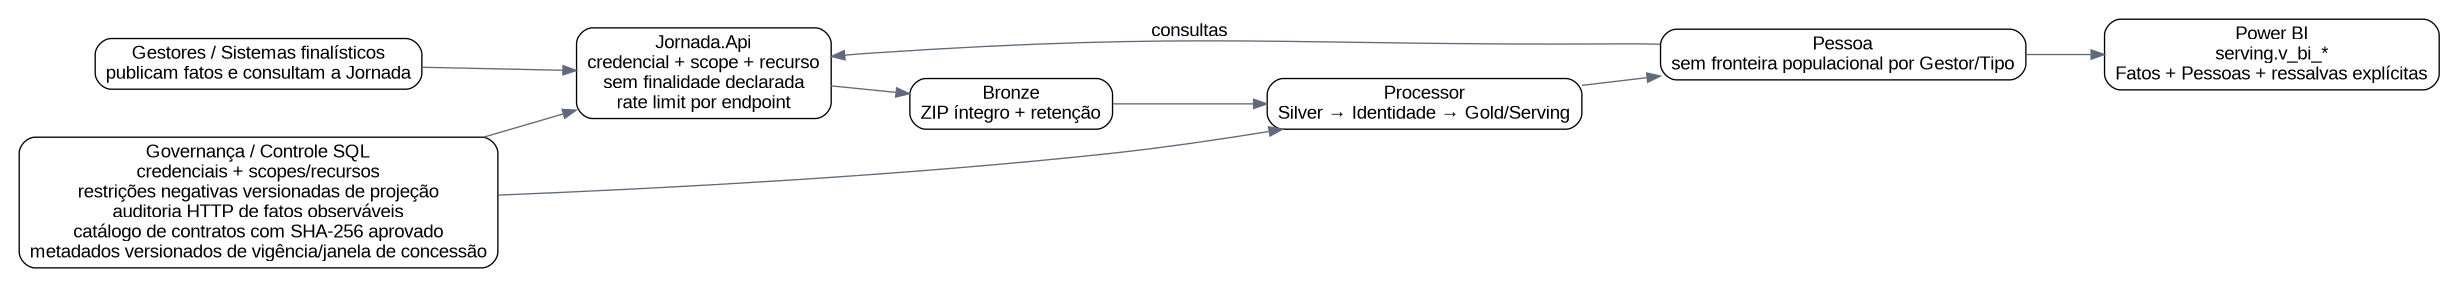 Gestores / Sistemas finalísticos
publicam fatos e consultam a Jornada
Governança / Controle SQL
credenciais + scopes/recursos
restrições negativas versionadas de projeção
auditoria HTTP de fatos observáveis
catálogo de contratos com SHA-256 aprovado
metadados versionados de vigência/janela de concessão
Jornada.Api
credencial + scope + recurso
sem finalidade declarada
rate limit por endpoint
Bronze
ZIP íntegro + retenção
consultas
Processor
Silver → Identidade → Gold/Serving
Pessoa
sem fronteira populacional por Gestor/Tipo
Power BI
serving.v_bi_*
Fatos + Pessoas + ressalvas explícitas